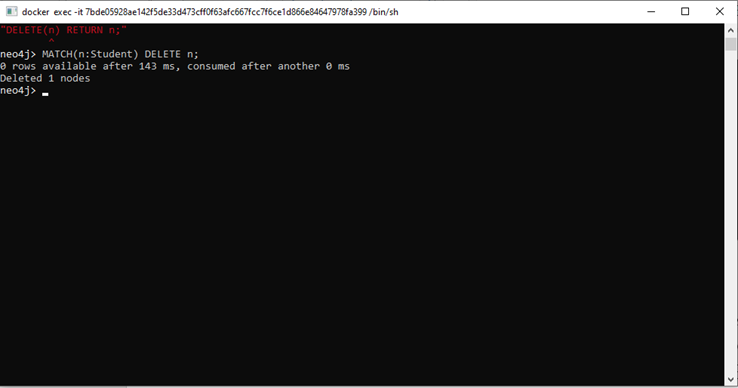 docker exec -it 7bde05928ae142f5de33d473cff0f63afc667fcc7f6ce1d866e84647978fa399 /bin/sh
"DELETE(n) RETURN n;"
^
neo4j> MATCH(n:Student) DELETE n;
0 rows available after 143 ms, consumed after another 0 ms
Deleted 1 nodes
neo4j>